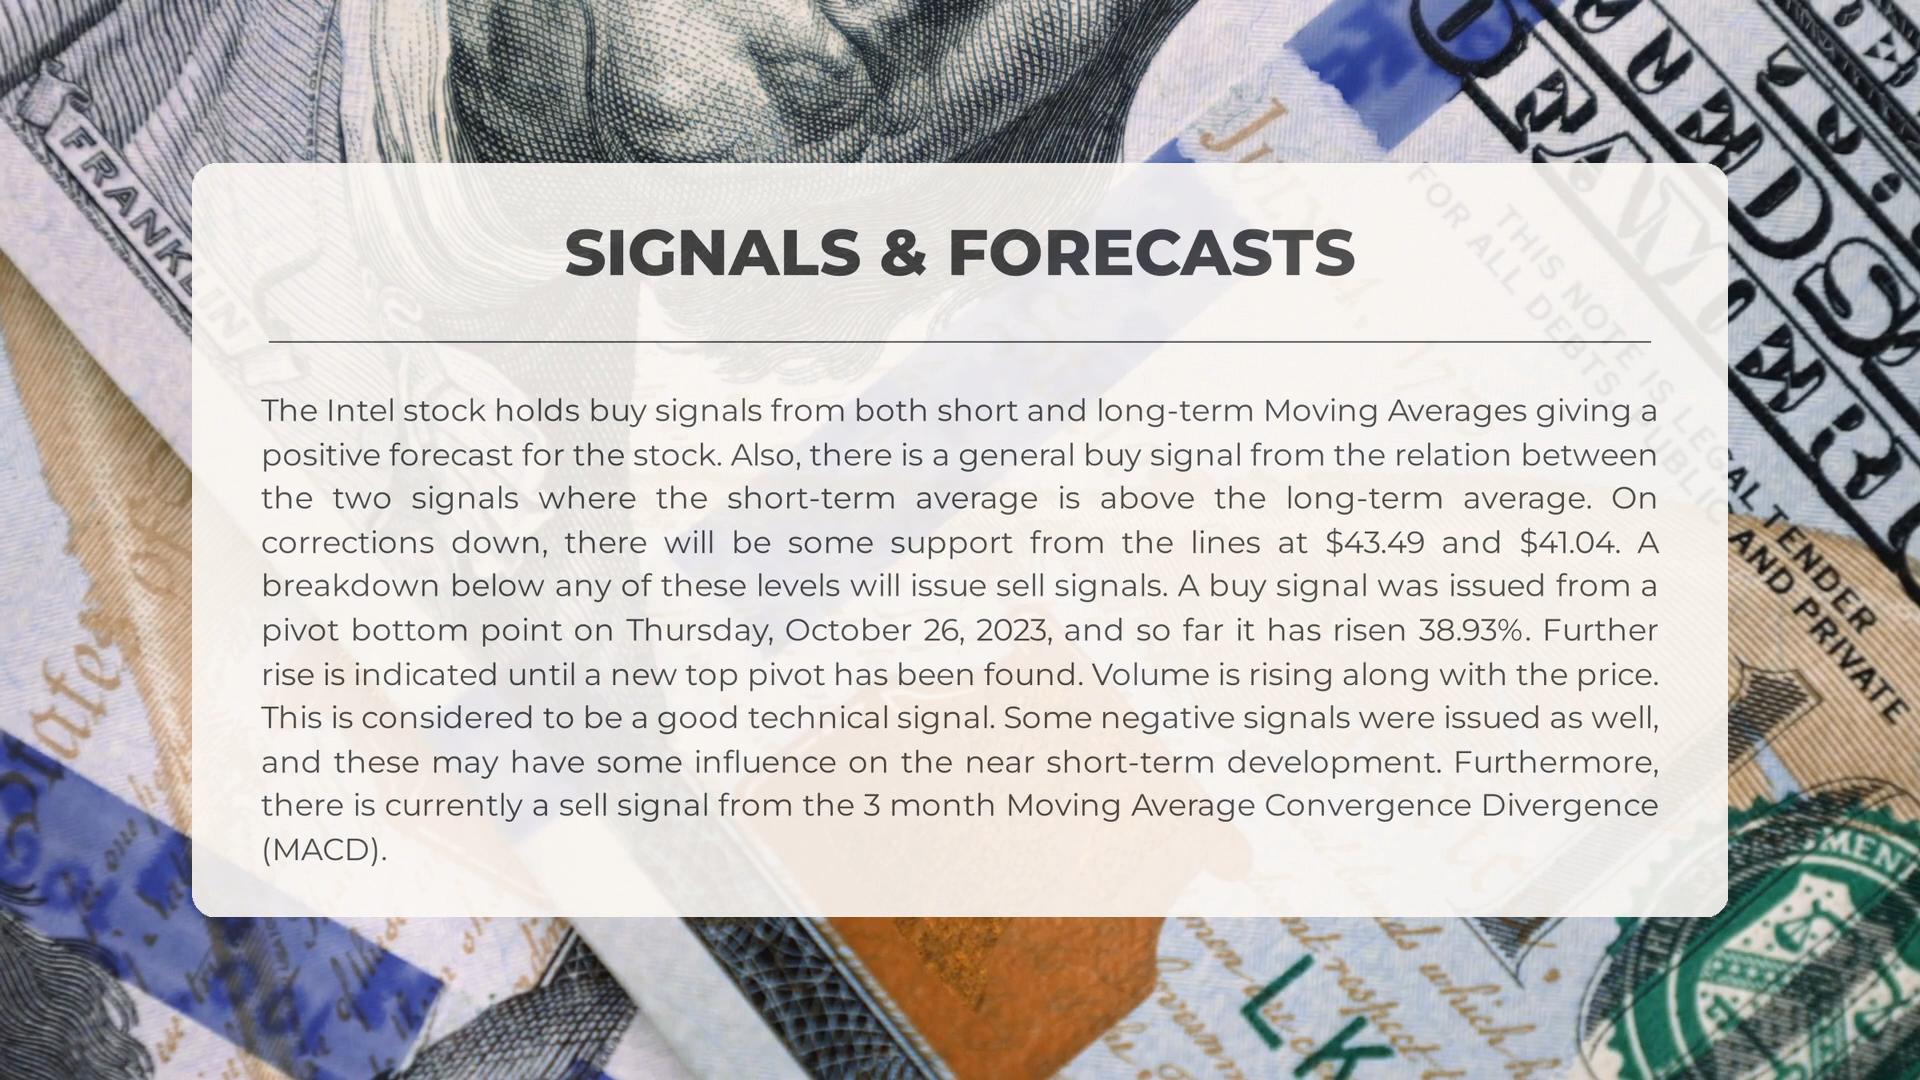 FRANKLIN
JULY 4, 17
THIS NOTE IS LEGAL TENDER
FOR ALL DEBTS, PUBLIC AND PRIVATE
SIGNALS & FORECASTS
The Intel stock holds buy signals from both short and long-term Moving Averages giving a
positive forecast for the stock. Also, there is a general buy signal from the relation between
the two signals where the short-term average is above the long-term average. On
corrections down, there will be some support from the lines at $43.49 and $41.04. A
breakdown below any of these levels will issue sell signals. A buy signal was issued from a
pivot bottom point on Thursday, October 26, 2023, and so far it has risen 38.93%. Further
rise is indicated until a new top pivot has been found. Volume is rising along with the price.
This is considered to be a good technical signal. Some negative signals were issued as well,
and these may have some influence on the near short-term development. Furthermore,
there is currently a sell signal from the 3 month Moving Average Convergence Divergence
(MACD).
LK